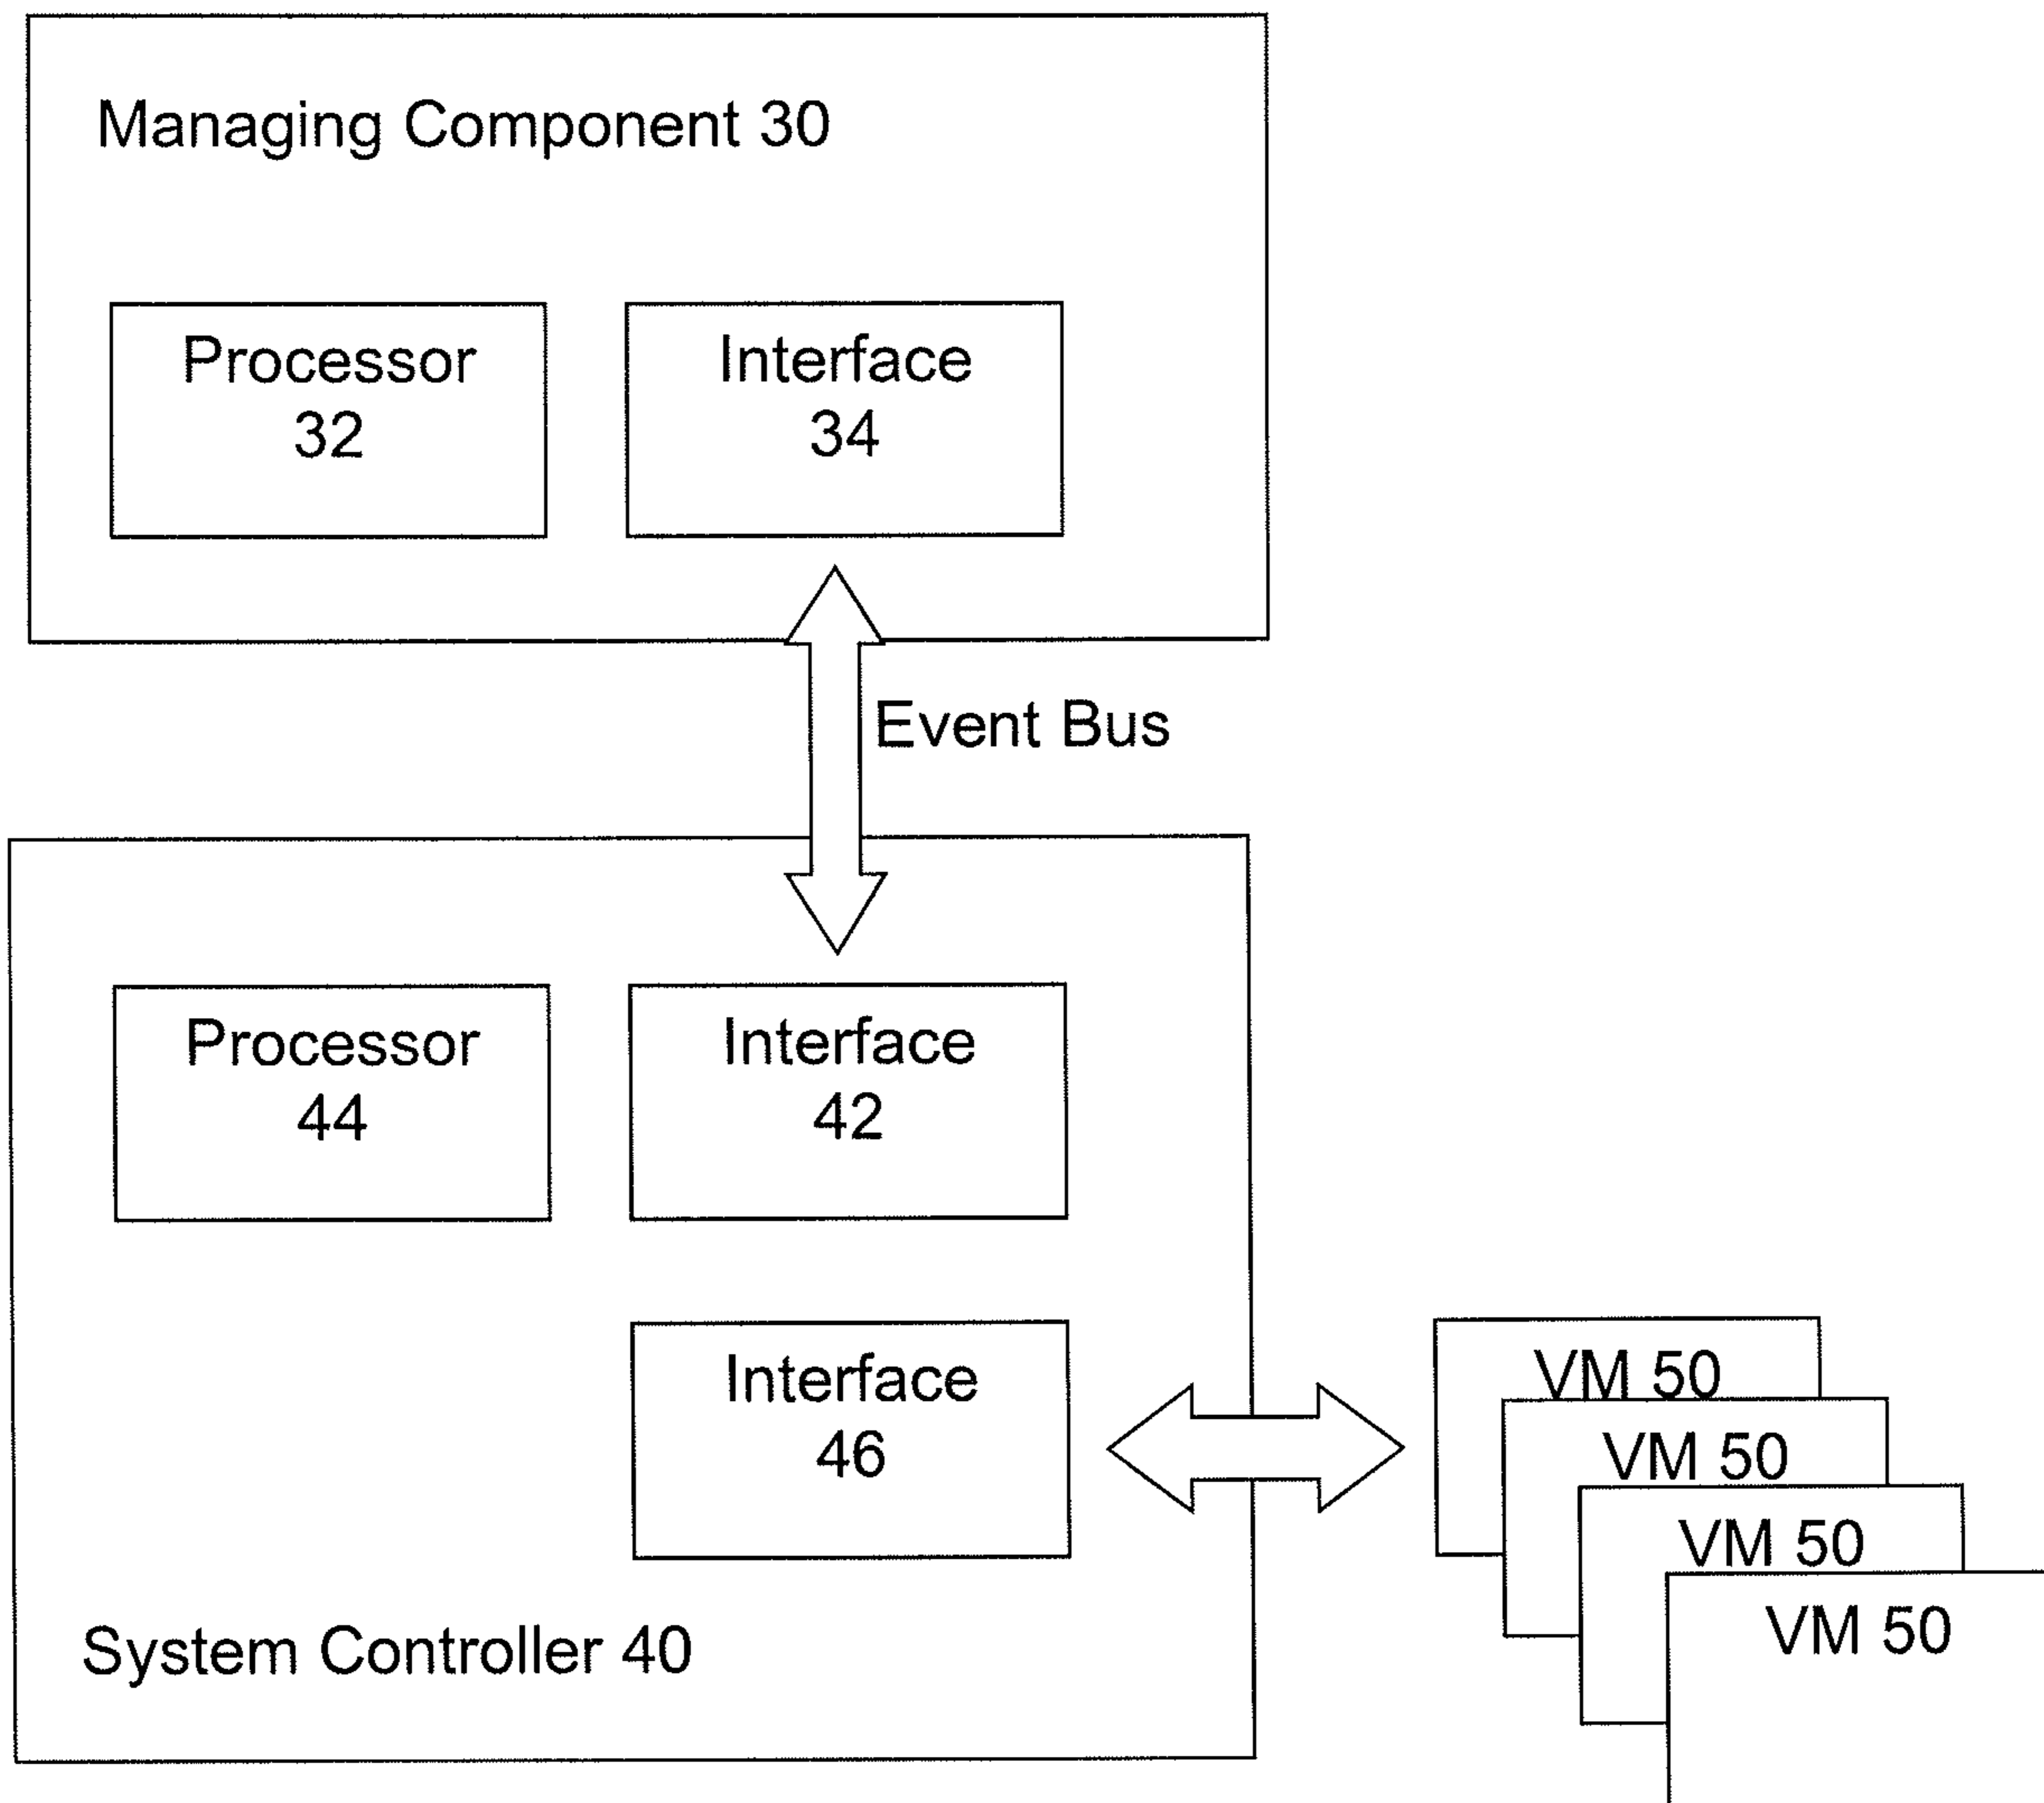 Managing Component 30
Processor
32
Interface
34
Event Bus
Processor
44
Interface
42
Interface
46
System Controller 40
VM 50
VM 50
VM 50
VM 50